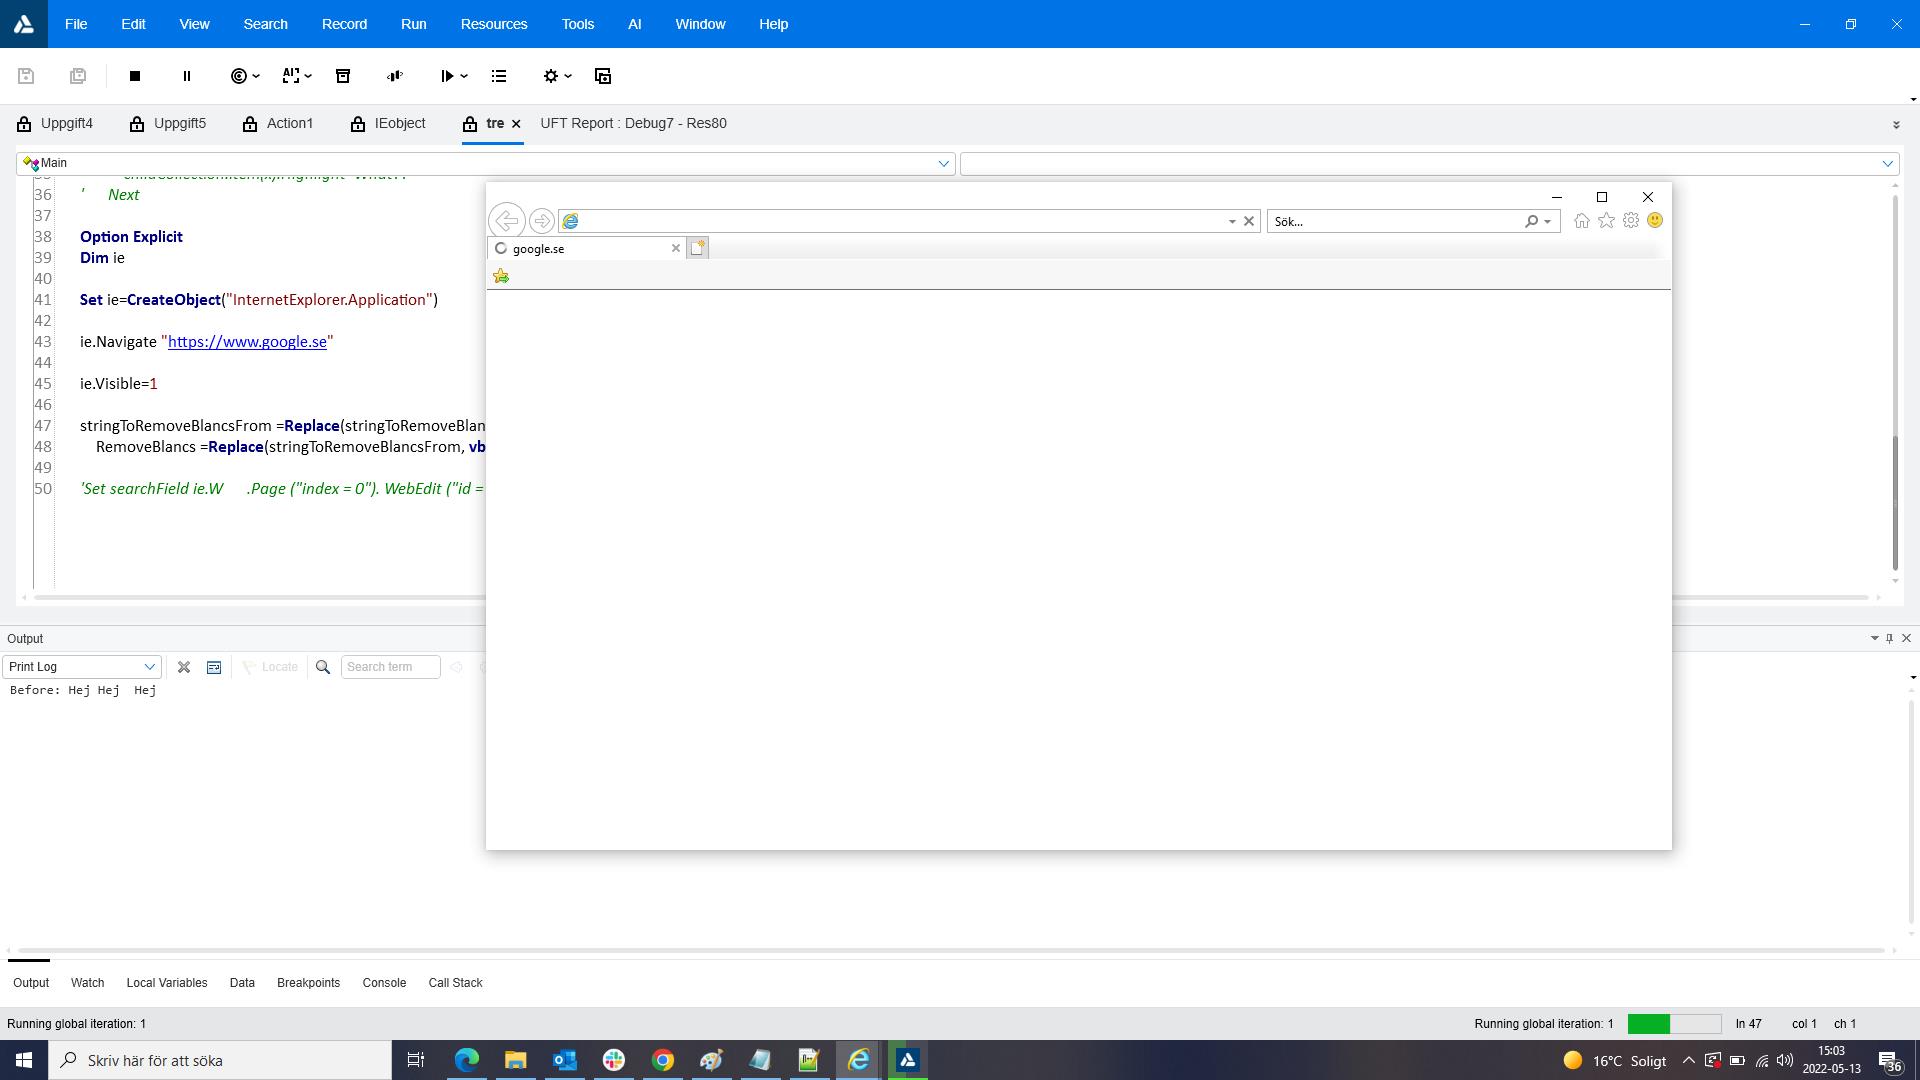 File Edit View Search Record Run Resources Tools AI Window Help
Uppgift4 Uppgift5 Action1 IEobject tre UFT Report : Debug7 - Res80
Main
35
36 ' Next
37
38 Option Explicit
39 Dim ie
40
41 Set ie=CreateObject("InternetExplorer.Application")
42
43 ie.Navigate "https://www.google.se"
44
45 ie.Visible=1
46
47 stringToRemoveBlancsFrom =Replace(stringToRemoveBlan
48 RemoveBlancs =Replace(stringToRemoveBlancsFrom, vb
49
50 'Set searchField ie.W .Page ("index = 0"). WebEdit ("id =
Sök...
google.se
Output
Print Log Locate Search term
Before: Hej Hej  Hej
Output Watch Local Variables Data Breakpoints Console Call Stack
Running global iteration: 1 Running global iteration: 1 ln 47 col 1 ch 1
Skriv här för att söka 16°C Soligt 15:03
2022-05-13 36